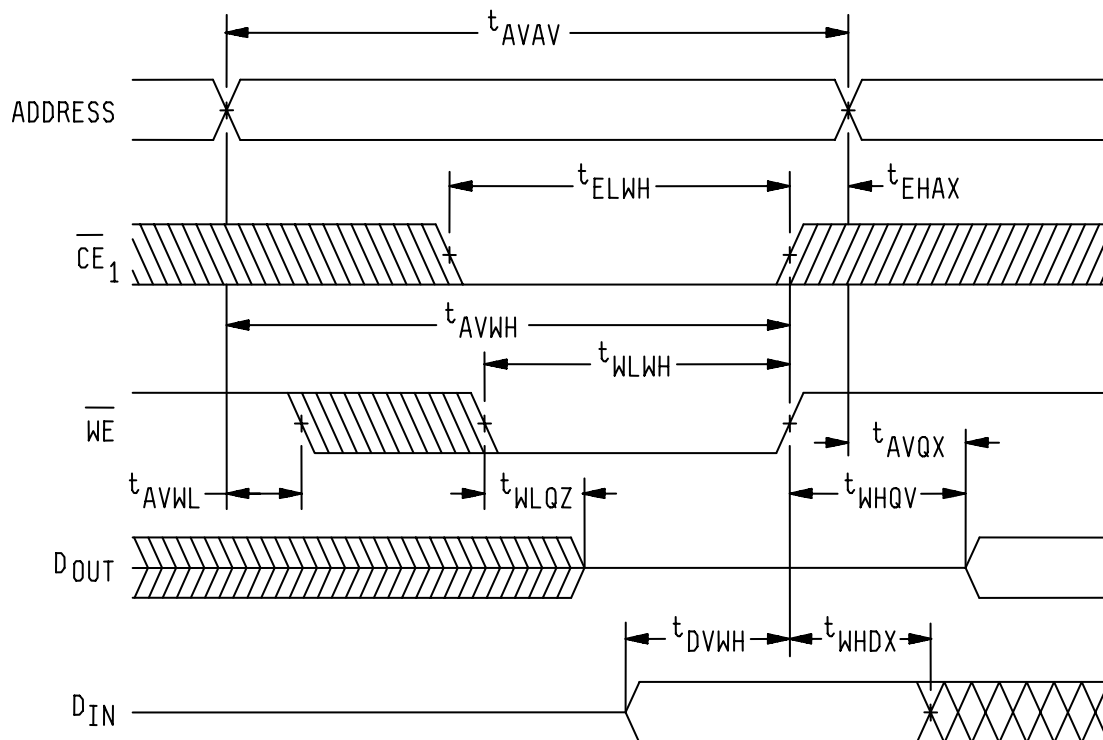 tAVAV
ADDRESS
tELWH
tEHAX
CE1
tAVWH
tWLWH
WE
tAVQX
tAVWL
tWLQZ
tWHQV
DOUT
tDVWH
tWHDX
DIN